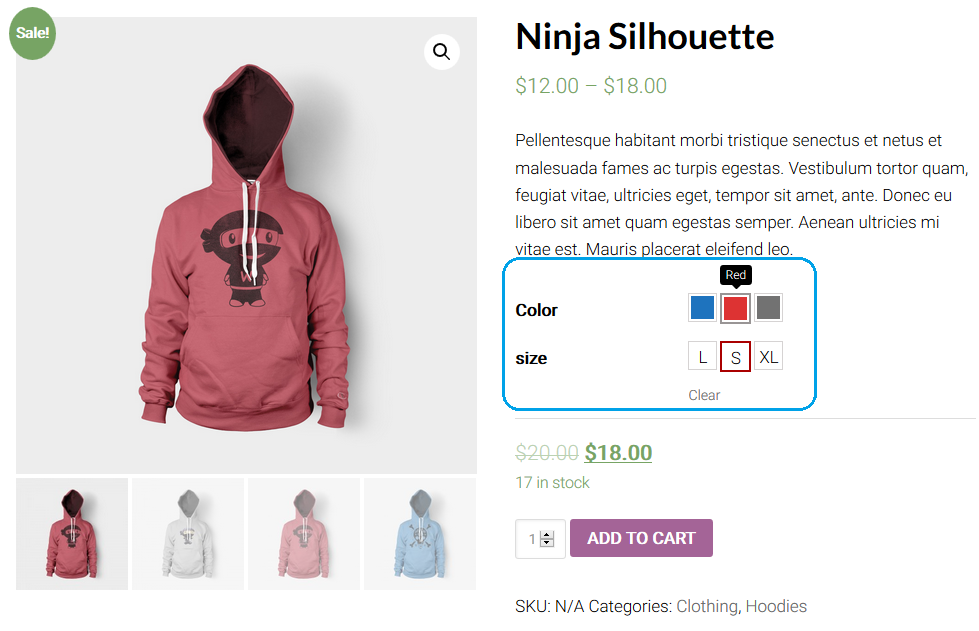 Sale!
Ninja Silhouette
$12.00 – $18.00
Pellentesque habitant morbi tristique senectus et netus et
malesuada fames ac turpis egestas. Vestibulum tortor quam,
feugiat vitae, ultricies eget, tempor sit amet, ante. Donec eu
libero sit amet quam egestas semper. Aenean ultricies mi
vitae est. Mauris placerat eleifend leo.
Red
Color
size L S XL
Clear
$20.00 $18.00
17 in stock
1 ADD TO CART
SKU: N/A Categories: Clothing, Hoodies
W